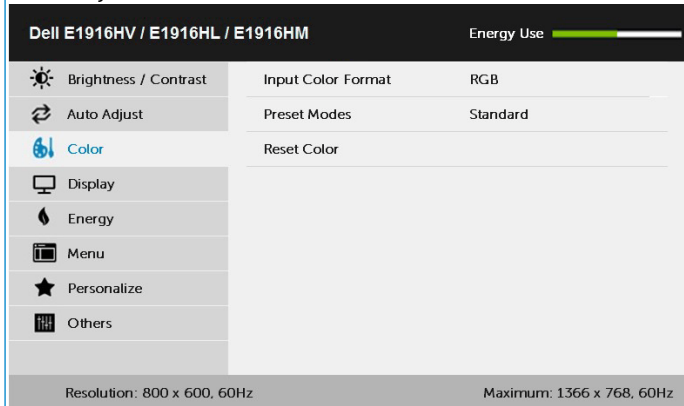 Dell E1916HV / E1916HL / E1916HM Energy Use
Brightness / Contrast Input Color Format RGB
Auto Adjust Preset Modes Standard
Color Reset Color
Display
Energy
Menu
Personalize
Others
Resolution: 800 x 600, 60Hz Maximum: 1366 x 768, 60Hz